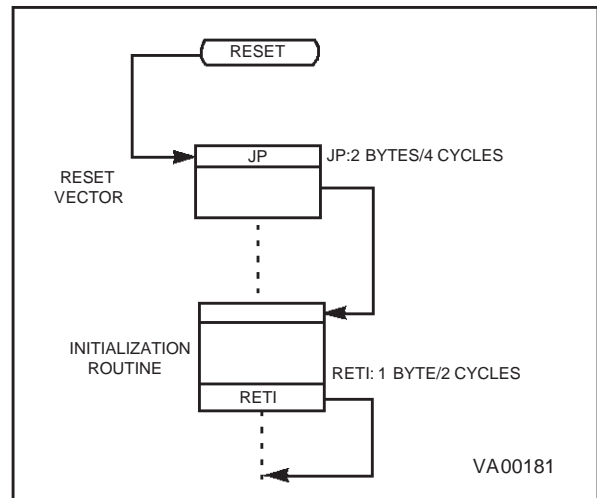 RESET
JP
JP:2 BYTES/4 CYCLES
RESET
VECTOR
INITIALIZATION
ROUTINE
RETI: 1 BYTE/2 CYCLES
RETI
VA00181